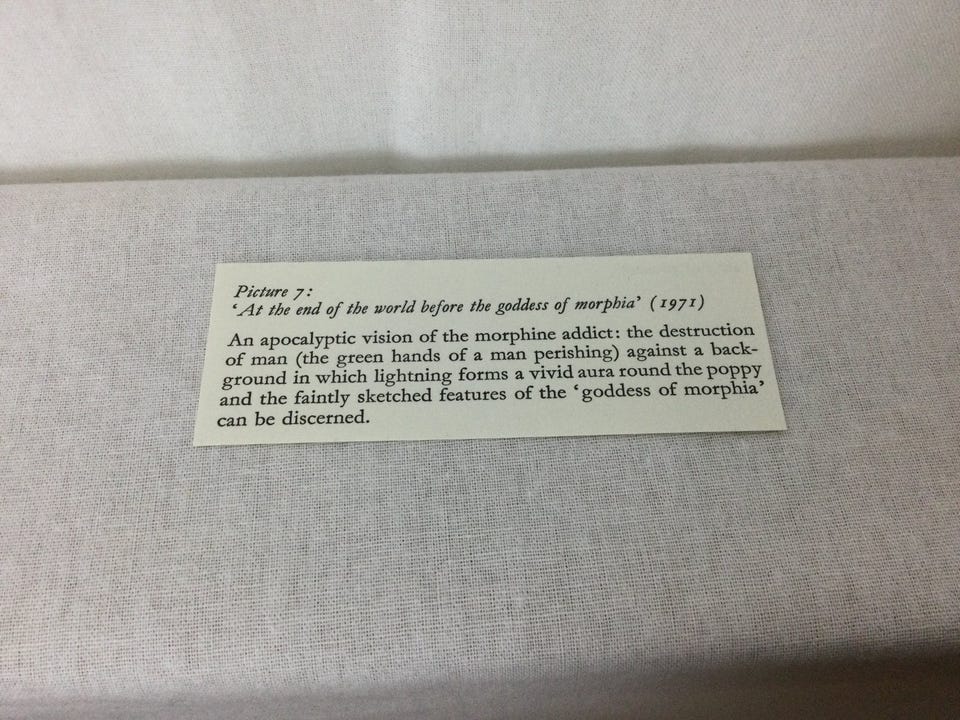 Picture 7:
‘At the end of the world before the goddess of morphia’ (1971)
An apocalyptic vision of the morphine addict: the destruction
of man (the green hands of a man perishing) against a back-
ground in which lightning forms a vivid aura round the poppy
and the faintly sketched features of the ‘goddess of morphia’
can be discerned.